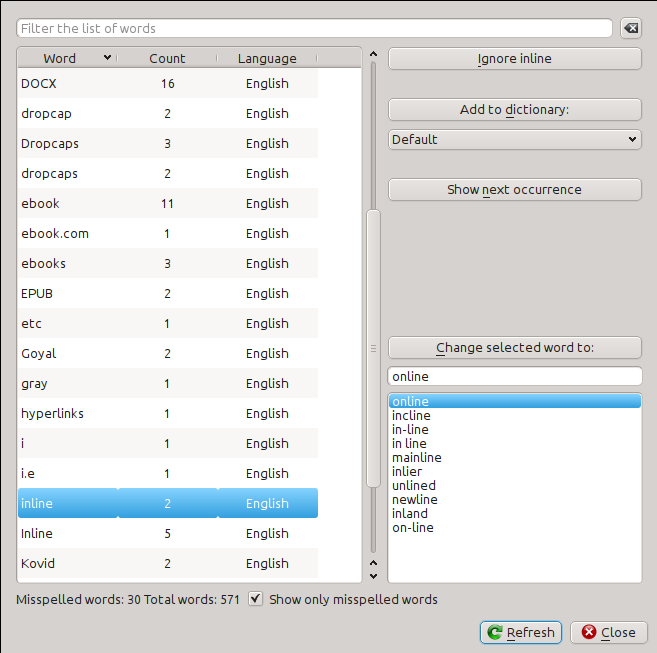 Filter the list of words
Word Count Language
DOCX 16 English
dropcap 2 English
Dropcaps 3 English
dropcaps 2 English
ebook 11 English
ebook.com 1 English
ebooks 3 English
EPUB 2 English
etc 1 English
Goyal 2 English
gray 1 English
hyperlinks 1 English
i 1 English
i.e 1 English
inline 2 English
Inline 5 English
Kovid 2 English
Ignore inline
Add to dictionary:
Default
Show next occurrence
Change selected word to:
online
online
incline
in-line
in line
mainline
inlier
unlined
newline
inland
on-line
Misspelled words: 30 Total words: 571 Show only misspelled words
Refresh Close